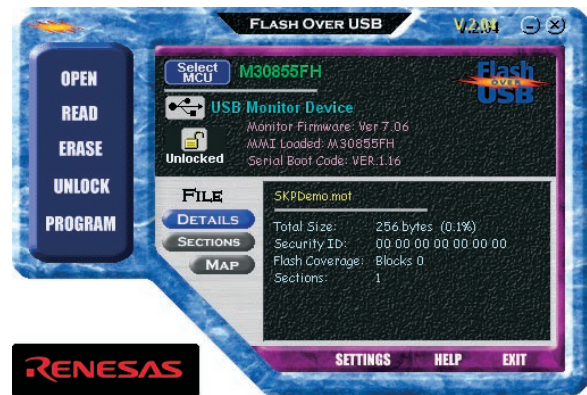 FLASH OVER USB
V.2.04
OPEN
READ
ERASE
UNLOCK
PROGRAM
Select
MCU
M30855FH
Flash
OVER
USB
USB Monitor Device
Monitor Firmware: Ver 7.06
MMI Loaded: M30855FH
Serial Boot Code: VER.1.16
Unlocked
FILE
DETAILS
SECTIONS
MAP
SKPDemo.mot
Total Size: 256 bytes (0.1%)
Security ID: 00 00 00 00 00 00 00
Flash Coverage: Blocks 0
Sections: 1
SETTINGS HELP EXIT
RENESAS